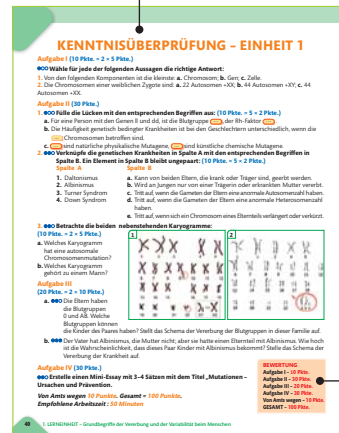 KENNTNISÜBERPRÜFUNG – EINHEIT 1
Aufgabe I (10 Pkte. = 2 × 5 Pkte.)
Wähle für jede der folgenden Aussagen die richtige Antwort:
1. Von den folgenden Komponenten ist die kleinste: a. Chromosom; b. Gen; c. Zelle.
2. Die Chromosomen einer weiblichen Zygote sind: a. 22 Autosomen +XX; b. 44 Autosomen +XY; c. 44
Autosomen +XX.
Aufgabe II (30 Pkte.)
1. Fülle die Lücken mit den entsprechenden Begriffen aus: (10 Pkte. = 5 × 2 Pkte.)
a. Für eine Person mit den Genen ll und dd, ist die Blutgruppe der Rh-Faktor
b. Die Häufigkeit genetisch bedingter Krankheiten ist bei den Geschlechtern unterschiedlich, wenn die
Chromosomen betroffen sind.
c. sind natürliche physikalische Mutagene, sind künstliche chemische Mutagene.
2. Verknüpfe die genetischen Krankheiten in Spalte A mit den entsprechenden Begriffen in
Spalte B. Ein Element in Spalte B bleibt ungepaart: (10 Pkte. = 5 × 2 Pkte.)
Spalte A Spalte B
1. Daltonismus a. Kann von beiden Eltern, die krank oder Träger sind, geerbt werden.
2. Albinismus b. Wird an Jungen nur von einer Trägerin oder erkrankten Mutter vererbt.
3. Turner Syndrom c. Tritt auf, wenn die Gameten der Eltern eine anormale Autosomenzahl haben.
4. Down Syndrom d. Tritt auf, wenn die Gameten der Eltern eine anormale Heterosomenzahl
haben.
e. Tritt auf, wenn sich ein Chromosom eines Elternteils verlängert oder verkürzt.
3. Betrachte die beiden nebenstehenden Karyogramme:
(10 Pkte. = 5 × 2 Pkte.)
a. Welches Karyogramm
hat eine autosomale
Chromosomenmutation?
b. Welches Karyogramm
gehört zu einem Mann?
1
2
Aufgabe III
(20 Pkte. = 2 × 10 Pkte.)
a. Die Eltern haben
die Blutgruppen
0 und AB. Welche
Blutgruppen können
die Kinder des Paares haben? Stellt das Schema der Vererbung der Blutgruppen in dieser Familie auf.
b. Der Vater hat Albinismus, die Mutter nicht; aber sie hatte einen Elternteil mit Albinismus. Wie hoch
ist die Wahrscheinlichkeit, dass dieses Paar Kinder mit Albinismus bekommt? Stelle das Schema der
Vererbung der Krankheit auf.
Aufgabe IV (30 Pkte.)
Erstelle einen Mini-Essay mit 3–4 Sätzen mit dem Titel „Mutationen –
Ursachen und Prävention.
Von Amts wegen 10 Punkte. Gesamt = 100 Punkte.
Empfohlene Arbeitszeit: 50 Minuten
BEWERTUNG
Aufgabe I – 10 Pkte.
Aufgabe II – 30 Pkte.
Aufgabe III – 20 Pkte.
Aufgabe IV – 30 Pkte.
Von Amts wegen – 10 Pkte.
GESAMT – 100 Pkte.
40 1. LERNEINHEIT – Grundbegriffe der Vererbung und der Variabilität beim Menschen